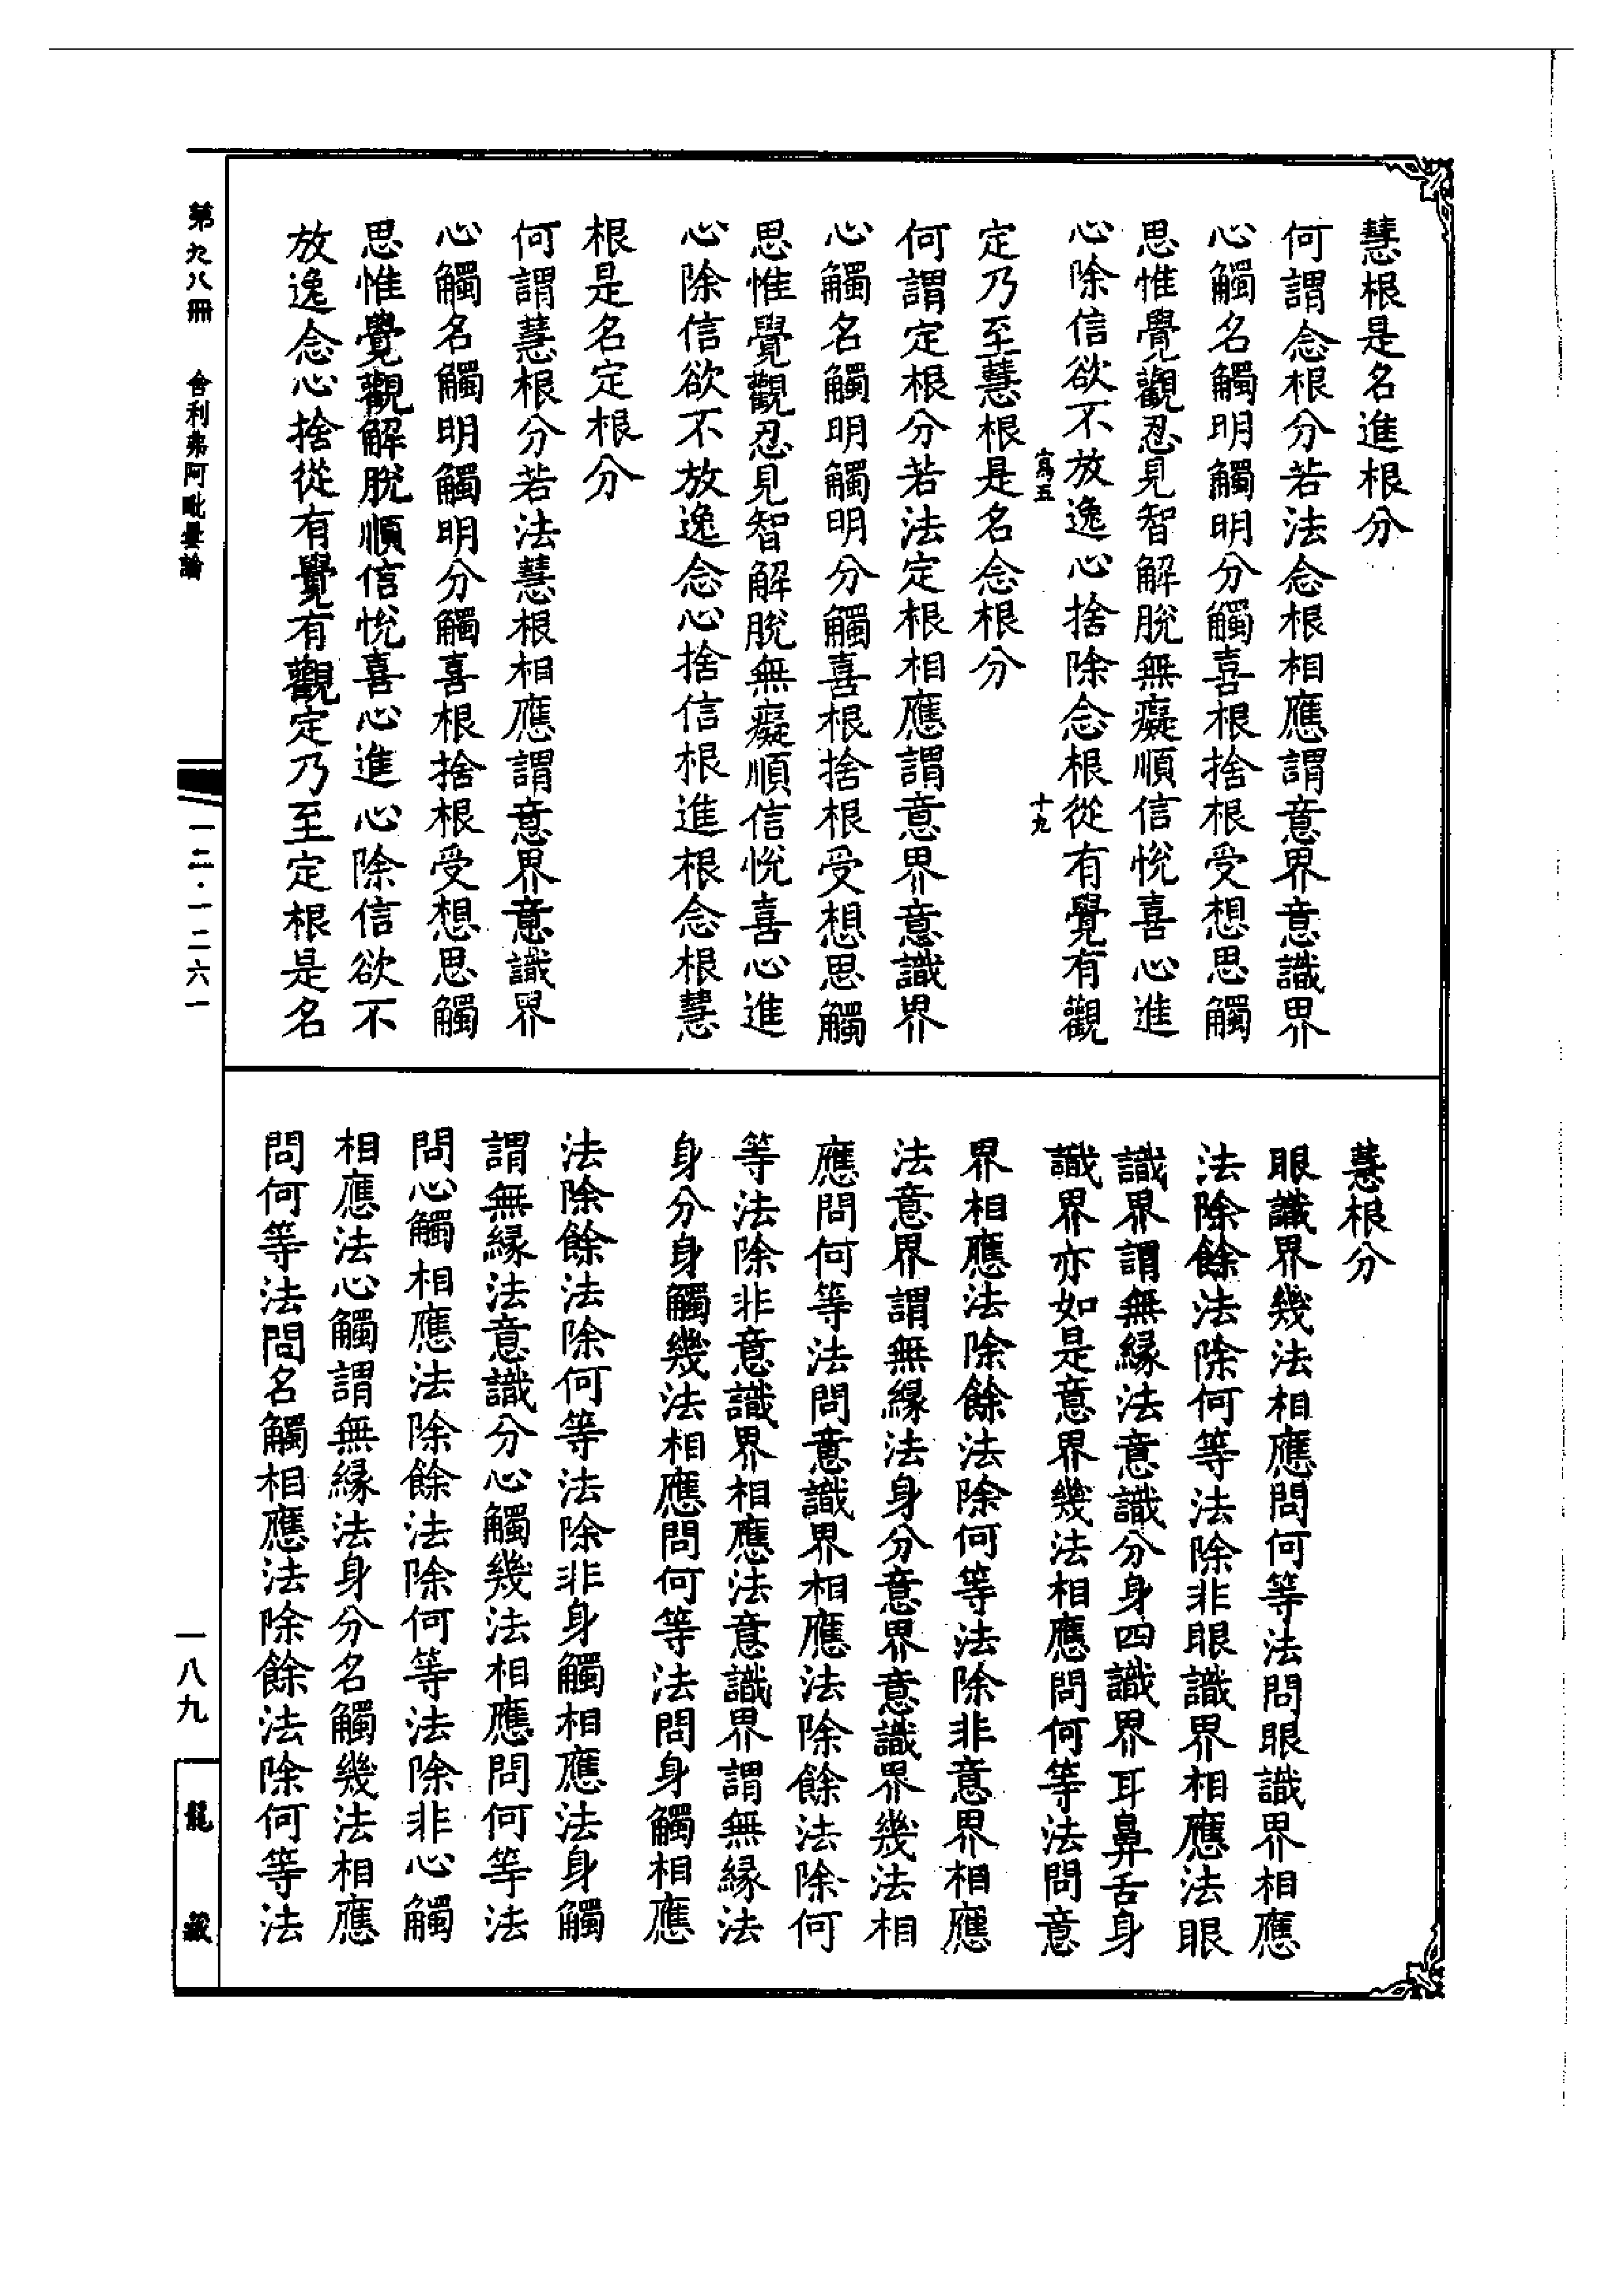 慧根是名進根分
何謂念根分若法念根相應謂意界意識界
心觸名觸明觸明分觸喜根捨根受想思觸
思惟覺觀忍見智解脫無癡順信悅喜心進
心除信欲不放逸心捨除念根從有覺有觀
寫五
十九
定乃至慧根是名念根分
何謂定根分若法定根相應謂意界意識界
心觸名觸明觸明分觸喜根捨根受想思觸
思惟覺觀忍見智解脫無癡順信悅喜心進
心除信欲不放逸念心捨信根進根念根慧
根是名定根分
何謂慧根分若法慧根相應謂意界意識界
心觸名觸明觸明分觸喜根捨根受想思觸
思惟覺觀解脫順信悅喜心進心除信欲不
放逸念心捨從有覺有觀定乃至定根是名
慧根分
眼識界幾法相應問何等法問眼識界相應
法除餘法除何等法除非眼識界相應法眼
識界謂無緣法意識分身四識界耳鼻舌身
識界亦如是意界幾法相應問何等法問意
界相應法除餘法除何等法除非意界相應
法意界謂無緣法身分意界意識界幾法相
應問何等法問意識界相應法除餘法除何
等法除非意識界相應法意識界謂無緣法
身分身觸幾法相應問何等法問身觸相應
法除餘法除何等法除非身觸相應法身觸
謂無緣法意識分心觸幾法相應問何等法
問心觸相應法除餘法除何等法除非心觸
相應法心觸謂無緣法身分名觸幾法相應
問何等法問名觸相應法除餘法除何等法
第九八冊
舍利弗阿毗曇論
一二·一二六一
一八九
龍藏